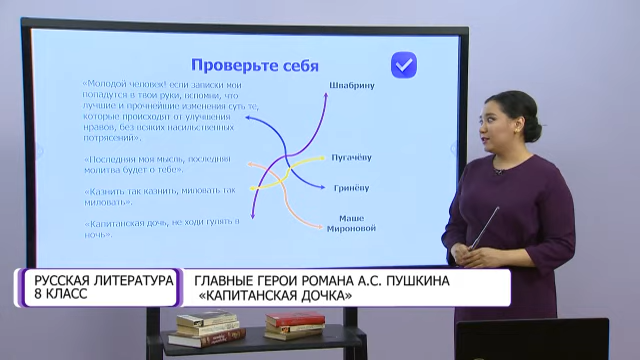 Проверьте себя
«Молодой человек! если записки мои
попадутся в твои руки, вспомни, что
лучшие и прочнейшие изменения суть те,
которые происходят от улучшения
нравов, без всяких насильственных
потрясений».
«Последняя моя мысль, последняя
молитва будет о тебе».
«Казнить так казнить, миловать так
миловать».
«Капитанская дочь, не ходи гулять в
ночь».
Швабрину
Пугачёву
Гринёву
Маше
Мироновой
РУССКАЯ ЛИТЕРАТУРА
8 КЛАСС
ГЛАВНЫЕ ГЕРОИ РОМАНА А.С. ПУШКИНА
«КАПИТАНСКАЯ ДОЧКА»